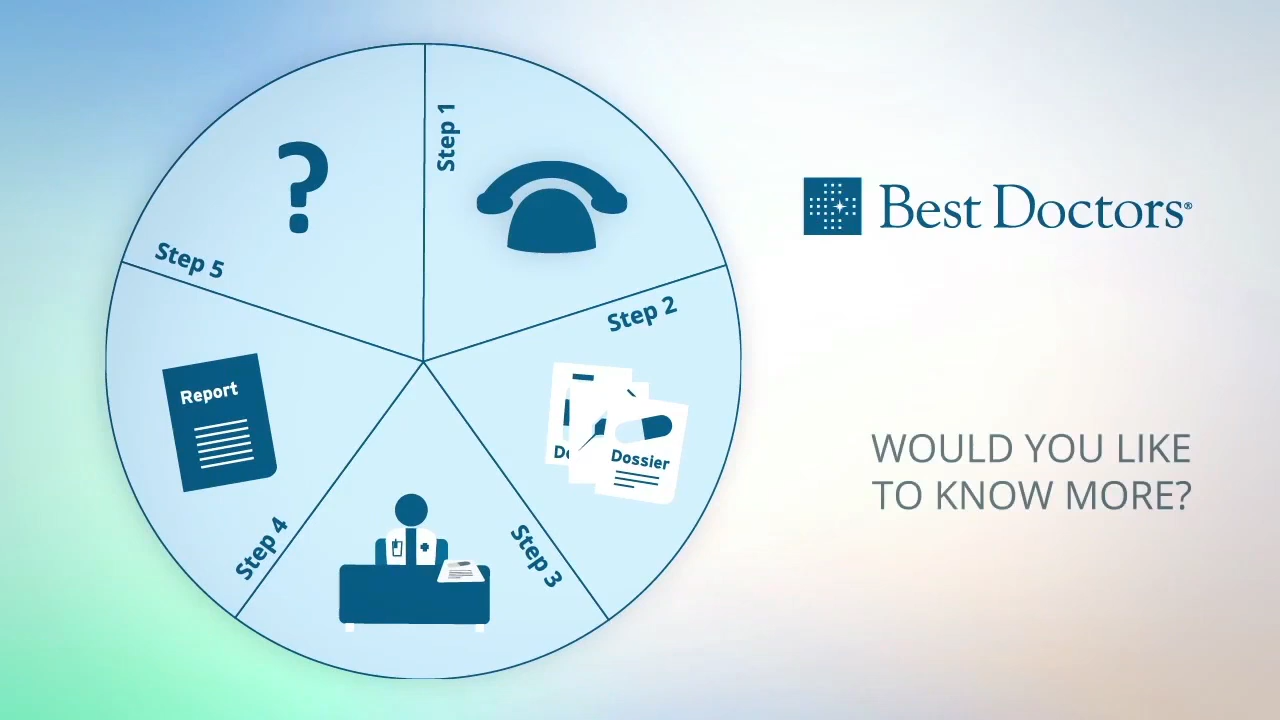 Step 1
Step 2
Dossier
Step 3
Step 4
Report
Step 5
?
Best Doctors®
WOULD YOU LIKE
TO KNOW MORE?